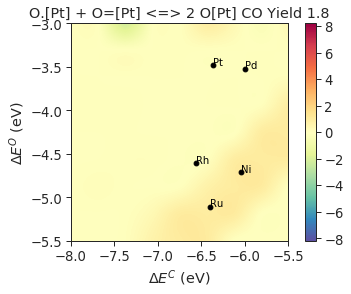 O.[Pt] + O=[Pt] <=> 2 O[Pt] CO Yield 1.8
−3.0
−3.5
−4.0
−4.5
−5.0
−5.5
ΔE^O (eV)
Pt
Pd
Rh
Ni
Ru
8
6
4
2
0
−2
−4
−6
−8
−8.0 −7.5 −7.0 −6.5 −6.0 −5.5
ΔE^C (eV)